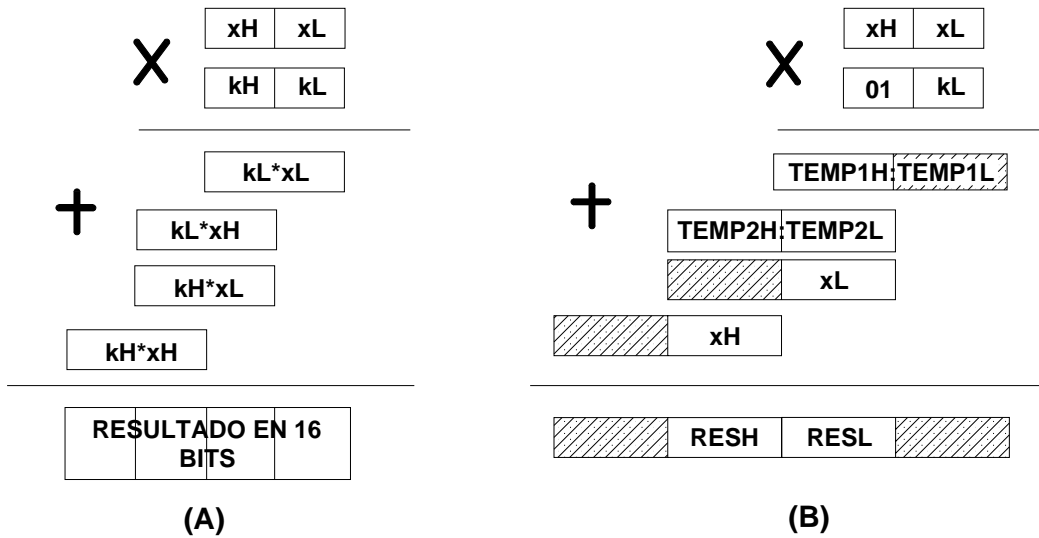 xH xL
kH kL
kL*xL
kL*xH
kH*xL
kH*xH
RESULTADO EN 16
BITS
(A)
xH xL
01 kL
TEMP1H:TEMP1L
TEMP2H:TEMP2L
xL
xH
RESH RESL
(B)